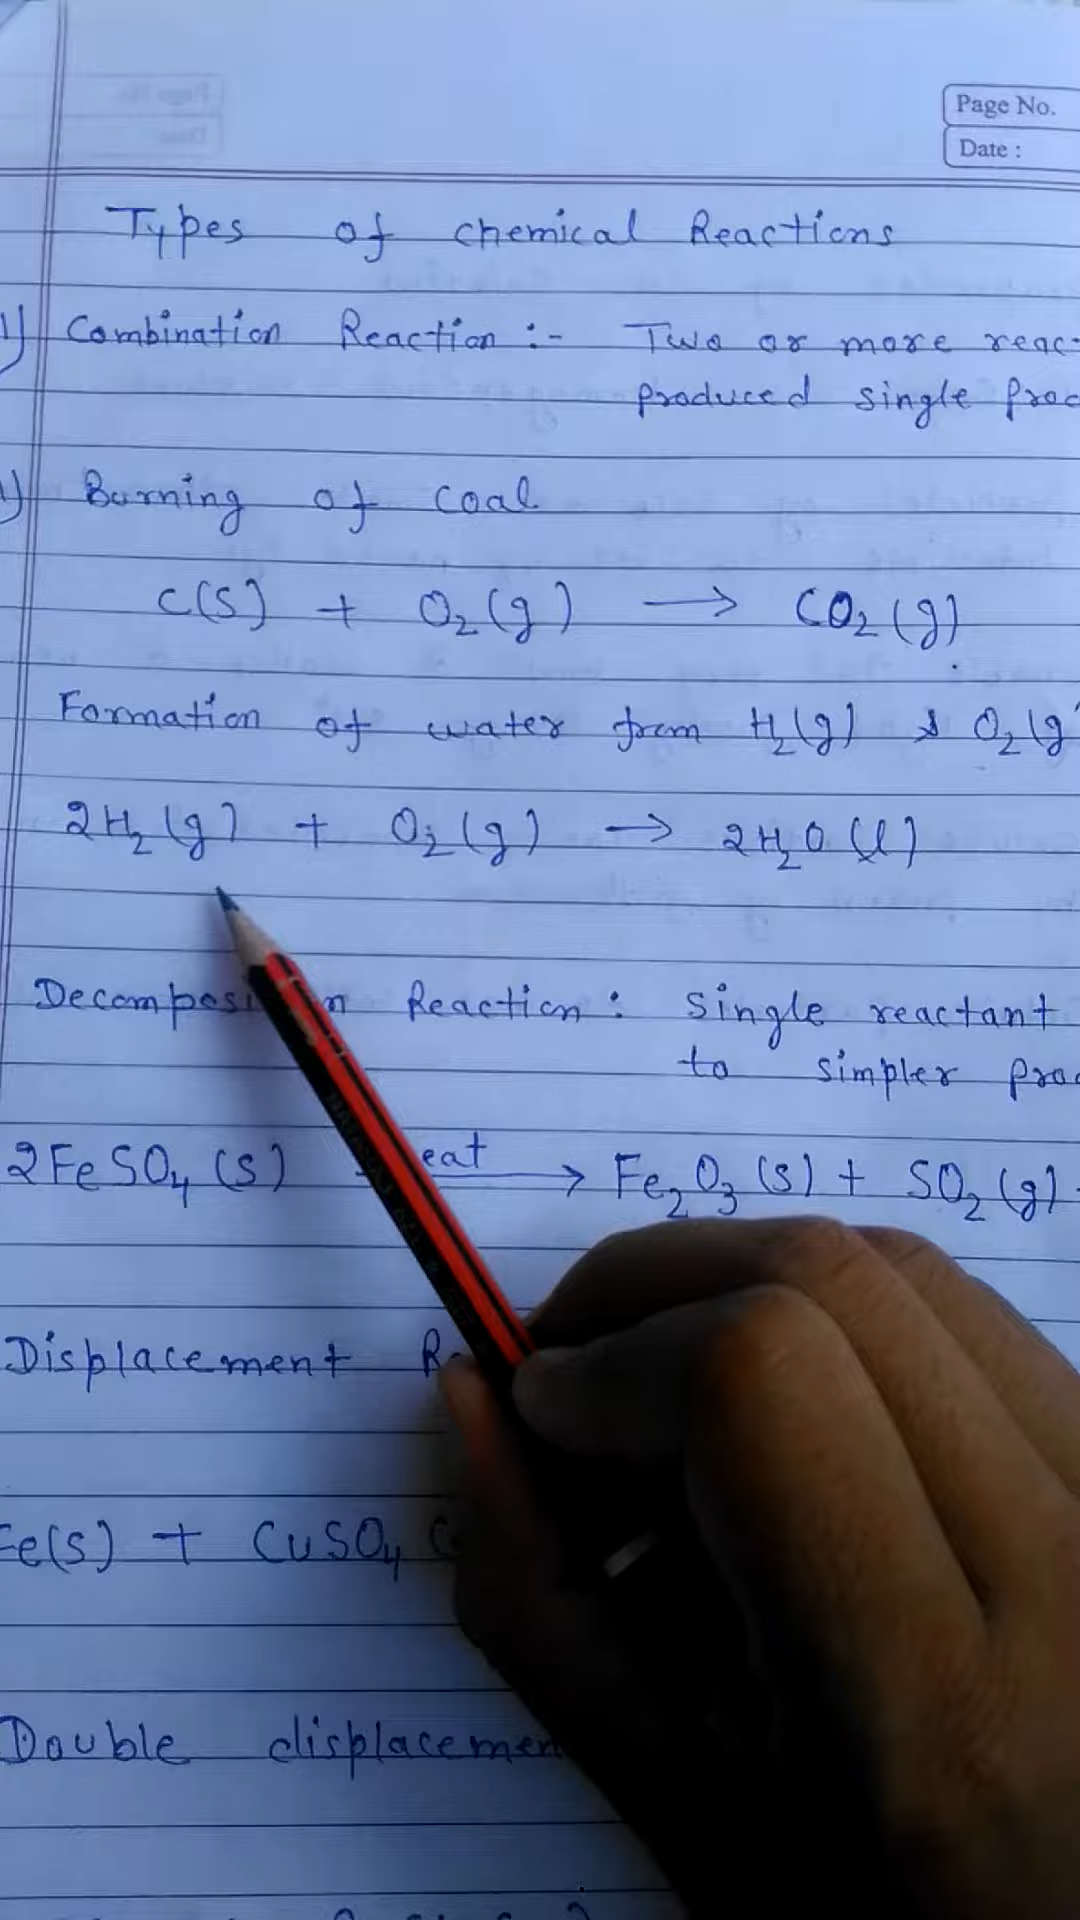 Page No.
Date :
Types of chemical Reactions
1) Combination Reaction :- Two or more reac-
produced single proc
1) Burning of coal
C(s) + O₂(g) → CO₂(g)
Formation of water from H₂(g) & O₂(g)
2H₂(g) + O₂(g) → 2H₂O(l)
Decomposi n Reaction : Single reactant
to simpler pro
2FeSO₄(s) eat → Fe₂O₃(s) + SO₂(g)
Displacement R
Fe(s) + CuSO₄ (
Double displacemen